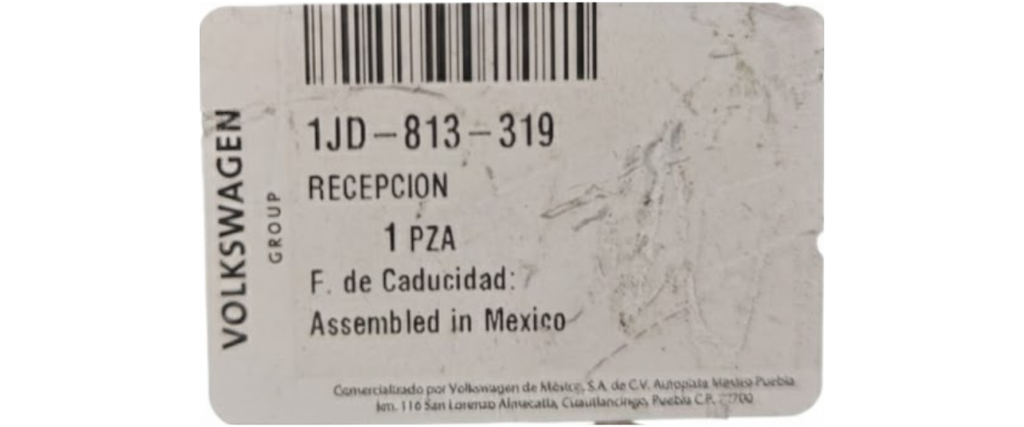 VOLKSWAGEN
GROUP
1JD-813-319
RECEPCION
1 PZA
F. de Caducidad:
Assembled in Mexico
Comercializado por Volkswagen de México, S.A. de C.V. Autopista México Puebla
km. 116 San Lorenzo Almecatla, Cuautlancingo, Puebla C.P.